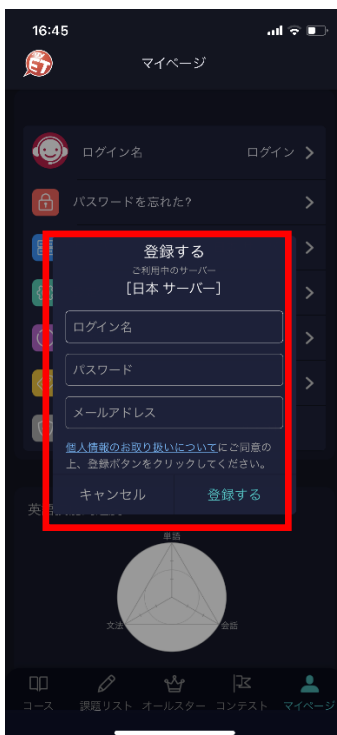 16:45
ET
マイページ
ログイン名
ログイン
パスワードを忘れた?
登録する
ご利用中のサーバー
[日本 サーバー]
ログイン名
パスワード
メールアドレス
個人情報のお取り扱いについてにご同意の
上、登録ボタンをクリックしてください。
キャンセル
登録する
単語
文法
会話
コース
課題リスト
オールスター
コンテスト
マイページ